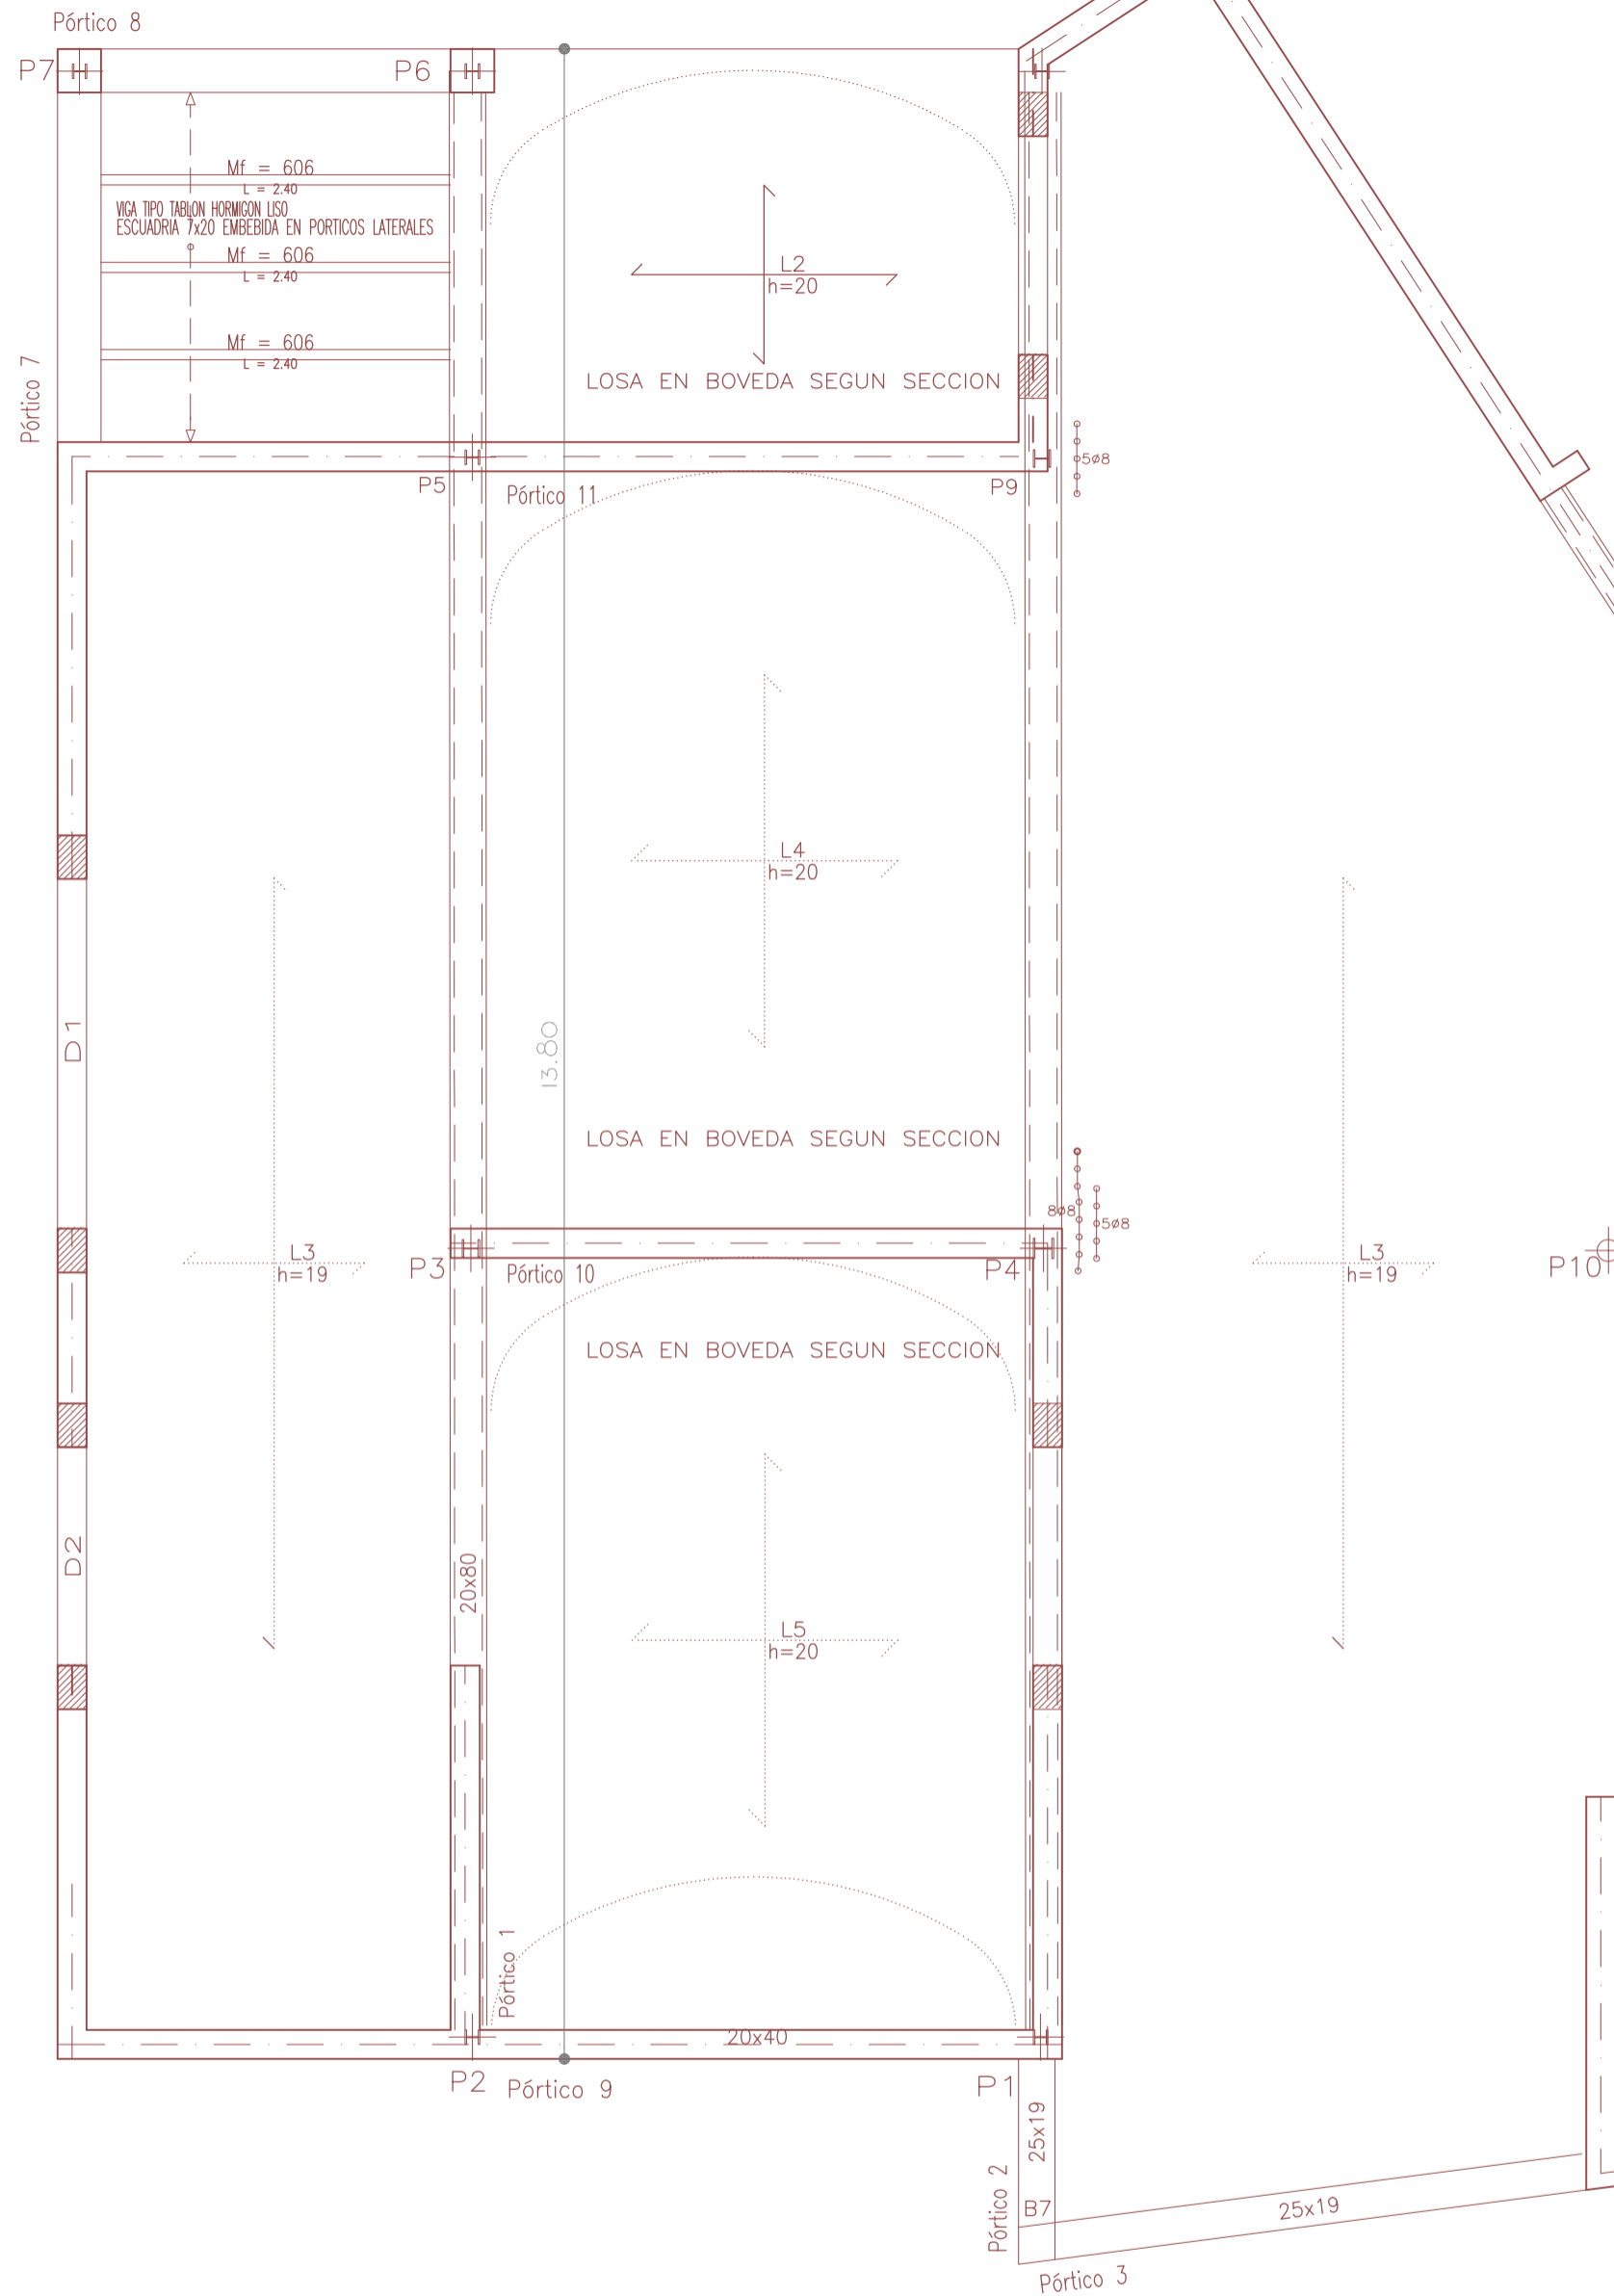 Pórtico 8
P7
P6
Mf = 606
L = 2.40
VIGA TIPO TABLON HORMIGON LISO
ESCUADRIA 7x20 EMBEBIDA EN PORTICOS LATERALES
Mf = 606
L = 2.40
Mf = 606
L = 2.40
Pórtico 7
L2
h=20
LOSA EN BOVEDA SEGUN SECCION
5ø8
P5
Pórtico 11
P9
L4
h=20
D1
13.80
LOSA EN BOVEDA SEGUN SECCION
8ø8
5ø8
L3
h=19
P3
Pórtico 10
P4
L3
h=19
P10
LOSA EN BOVEDA SEGUN SECCION
D2
20x80
L5
h=20
Pórtico 1
20x40
P2
Pórtico 9
P1
25x19
Pórtico 2
B7
25x19
Pórtico 3